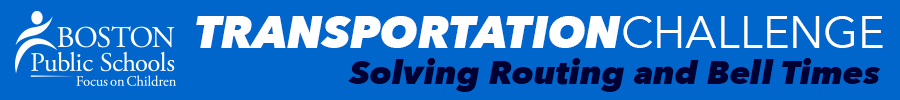 BOSTON
Public Schools
Focus on Children
TRANSPORTATIONCHALLENGE
Solving Routing and Bell Times